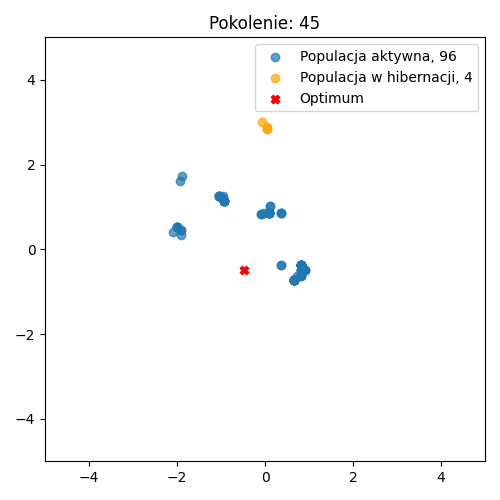 Pokolenie: 45
Populacja aktywna, 96
Populacja w hibernacji, 4
Optimum
4
2
0
−2
−4
−4 −2 0 2 4